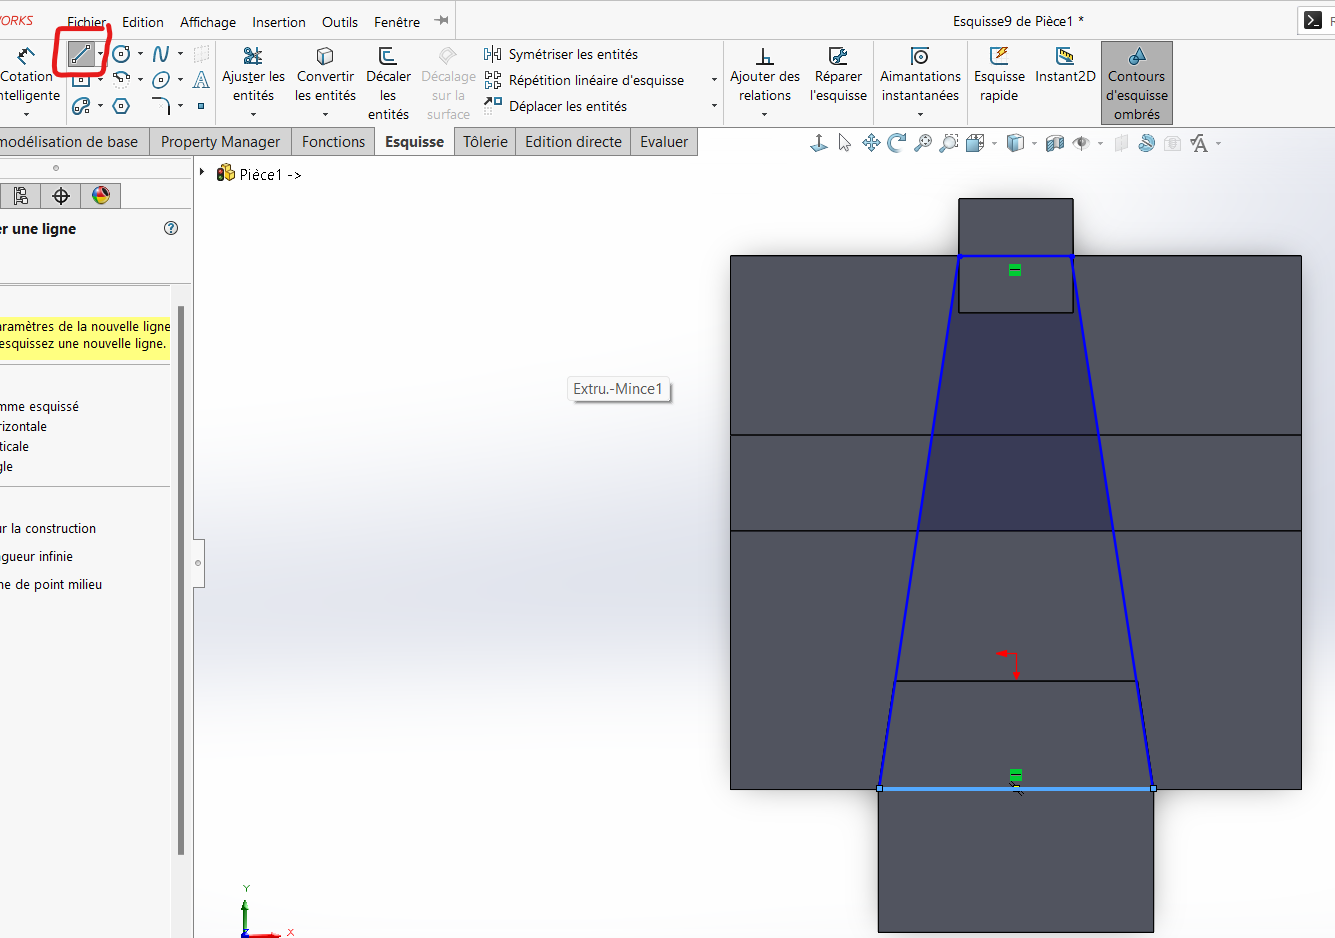 ORKS
Fichier Edition Affichage Insertion Outils Fenêtre
Esquisse9 de Pièce1 *
Cotation
ntelligente
Ajuster les
entités
Convertir
les entités
Décaler
les
entités
Décalage
sur la
surface
Symétriser les entités
Répétition linéaire d'esquisse
Déplacer les entités
Ajouter des
relations
Réparer
l'esquisse
Aimantations
instantanées
Esquisse
rapide
Instant2D
Contours
d'esquisse
ombrés
modélisation de base Property Manager Fonctions Esquisse Tôlerie Edition directe Evaluer
Pièce1 ->
er une ligne
aramètres de la nouvelle ligne
esquissez une nouvelle ligne.
mme esquissé
rizontale
ticale
gle
ur la construction
gueur infinie
ne de point milieu
Extru.-Mince1
Y
X